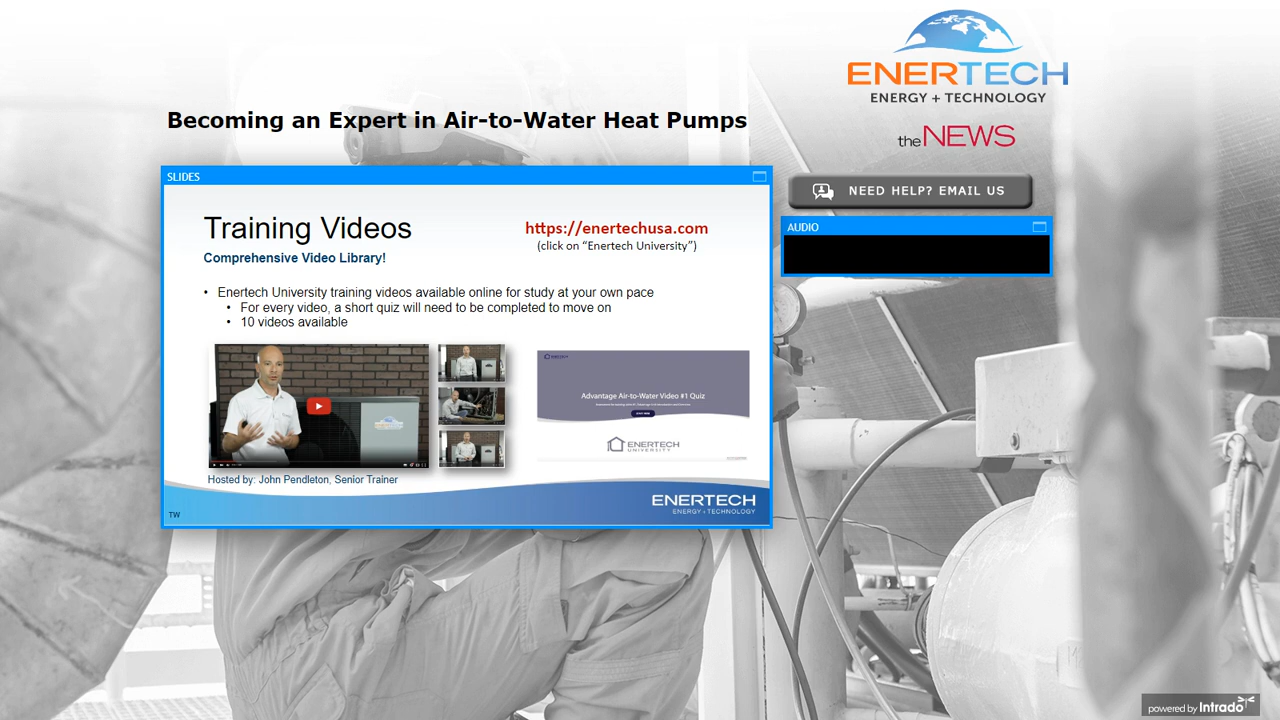 ENERTECH
ENERGY + TECHNOLOGY
Becoming an Expert in Air-to-Water Heat Pumps
the NEWS
SLIDES
NEED HELP? EMAIL US
AUDIO
Training Videos
https://enertechusa.com
(click on “Enertech University”)
Comprehensive Video Library!
• Enertech University training videos available online for study at your own pace
• For every video, a short quiz will need to be completed to move on
• 10 videos available
ENERTECH
Advantage Air-to-Water Video #1 Quiz
ENERTECH
UNIVERSITY
Hosted by: John Pendleton, Senior Trainer
ENERTECH
ENERGY + TECHNOLOGY
TW
powered by Intrado